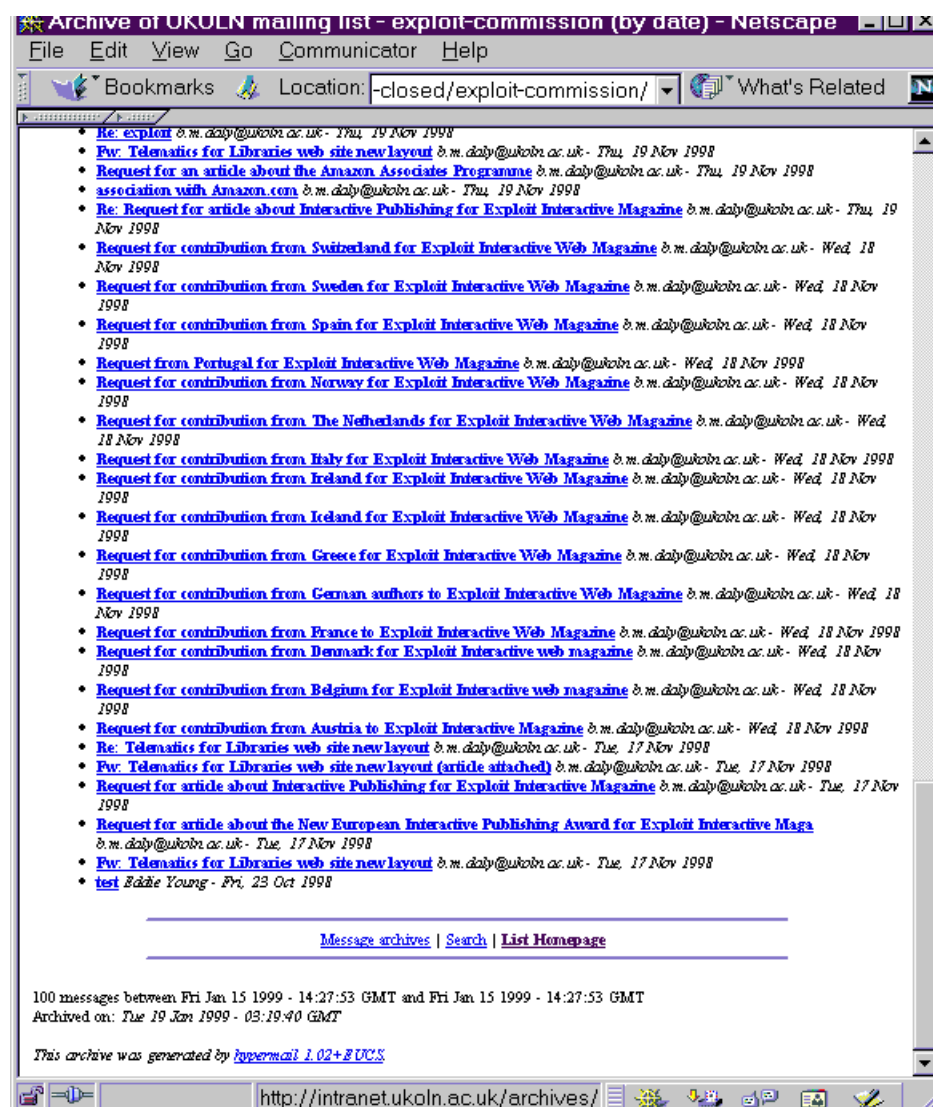 Archive of UKOLN mailing list - exploit-commission (by date) - Netscape
File Edit View Go Communicator Help
Bookmarks Location: -closed/exploit-commission/ What's Related N
Re: exploit b.m.daly@ukoln.ac.uk - Thu, 19 Nov 1998
Fw: Telematics for Libraries web site new layout b.m.daly@ukoln.ac.uk - Thu, 19 Nov 1998
Request for an article about the Amazon Associates Programme b.m.daly@ukoln.ac.uk - Thu, 19 Nov 1998
association with Amazon.com b.m.daly@ukoln.ac.uk - Thu, 19 Nov 1998
Re: Request for article about Interactive Publishing for Exploit Interactive Magazine b.m.daly@ukoln.ac.uk - Thu, 19
Nov 1998
Request for contribution from Switzerland for Exploit Interactive Web Magazine b.m.daly@ukoln.ac.uk - Wed, 18
Nov 1998
Request for contribution from Sweden for Exploit Interactive Web Magazine b.m.daly@ukoln.ac.uk - Wed, 18 Nov
1998
Request for contribution from Spain for Exploit Interactive Web Magazine b.m.daly@ukoln.ac.uk - Wed, 18 Nov
1998
Request from Portugal for Exploit Interactive Web Magazine b.m.daly@ukoln.ac.uk - Wed, 18 Nov 1998
Request for contribution from Norway for Exploit Interactive Web Magazine b.m.daly@ukoln.ac.uk - Wed, 18 Nov
1998
Request for contribution from The Netherlands for Exploit Interactive Web Magazine b.m.daly@ukoln.ac.uk - Wed,
18 Nov 1998
Request for contribution from Italy for Exploit Interactive Web Magazine b.m.daly@ukoln.ac.uk - Wed, 18 Nov 1998
Request for contribution from Ireland for Exploit Interactive Web Magazine b.m.daly@ukoln.ac.uk - Wed, 18 Nov
1998
Request for contribution from Iceland for Exploit Interactive Web Magazine b.m.daly@ukoln.ac.uk - Wed, 18 Nov
1998
Request for contribution from Greece for Exploit Interactive Web Magazine b.m.daly@ukoln.ac.uk - Wed, 18 Nov
1998
Request for contribution from German authors to Exploit Interactive Web Magazine b.m.daly@ukoln.ac.uk - Wed, 18
Nov 1998
Request for contribution from France to Exploit Interactive Web Magazine b.m.daly@ukoln.ac.uk - Wed, 18 Nov 1998
Request for contribution from Denmark for Exploit Interactive web magazine b.m.daly@ukoln.ac.uk - Wed, 18 Nov
1998
Request for contribution from Belgium for Exploit Interactive web magazine b.m.daly@ukoln.ac.uk - Wed, 18 Nov
1998
Request for contribution from Austria to Exploit Interactive Magazine b.m.daly@ukoln.ac.uk - Wed, 18 Nov 1998
Re: Telematics for Libraries web site new layout b.m.daly@ukoln.ac.uk - Tue, 17 Nov 1998
Fw: Telematics for Libraries web site new layout (article attached) b.m.daly@ukoln.ac.uk - Tue, 17 Nov 1998
Request for article about Interactive Publishing for Exploit Interactive Magazine b.m.daly@ukoln.ac.uk - Tue, 17 Nov
1998
Request for article about the New European Interactive Publishing Award for Exploit Interactive Maga
b.m.daly@ukoln.ac.uk - Tue, 17 Nov 1998
Fw: Telematics for Libraries web site new layout b.m.daly@ukoln.ac.uk - Tue, 17 Nov 1998
test Eddie Young - Fri, 23 Oct 1998
Message archives | Search | List Homepage
100 messages between Fri Jan 15 1999 - 14:27:53 GMT and Fri Jan 15 1999 - 14:27:53 GMT
Archived on: Tue 19 Jan 1999 - 03:19:40 GMT
This archive was generated by hypermail 1.02+EUCS.
http://intranet.ukoln.ac.uk/archives/